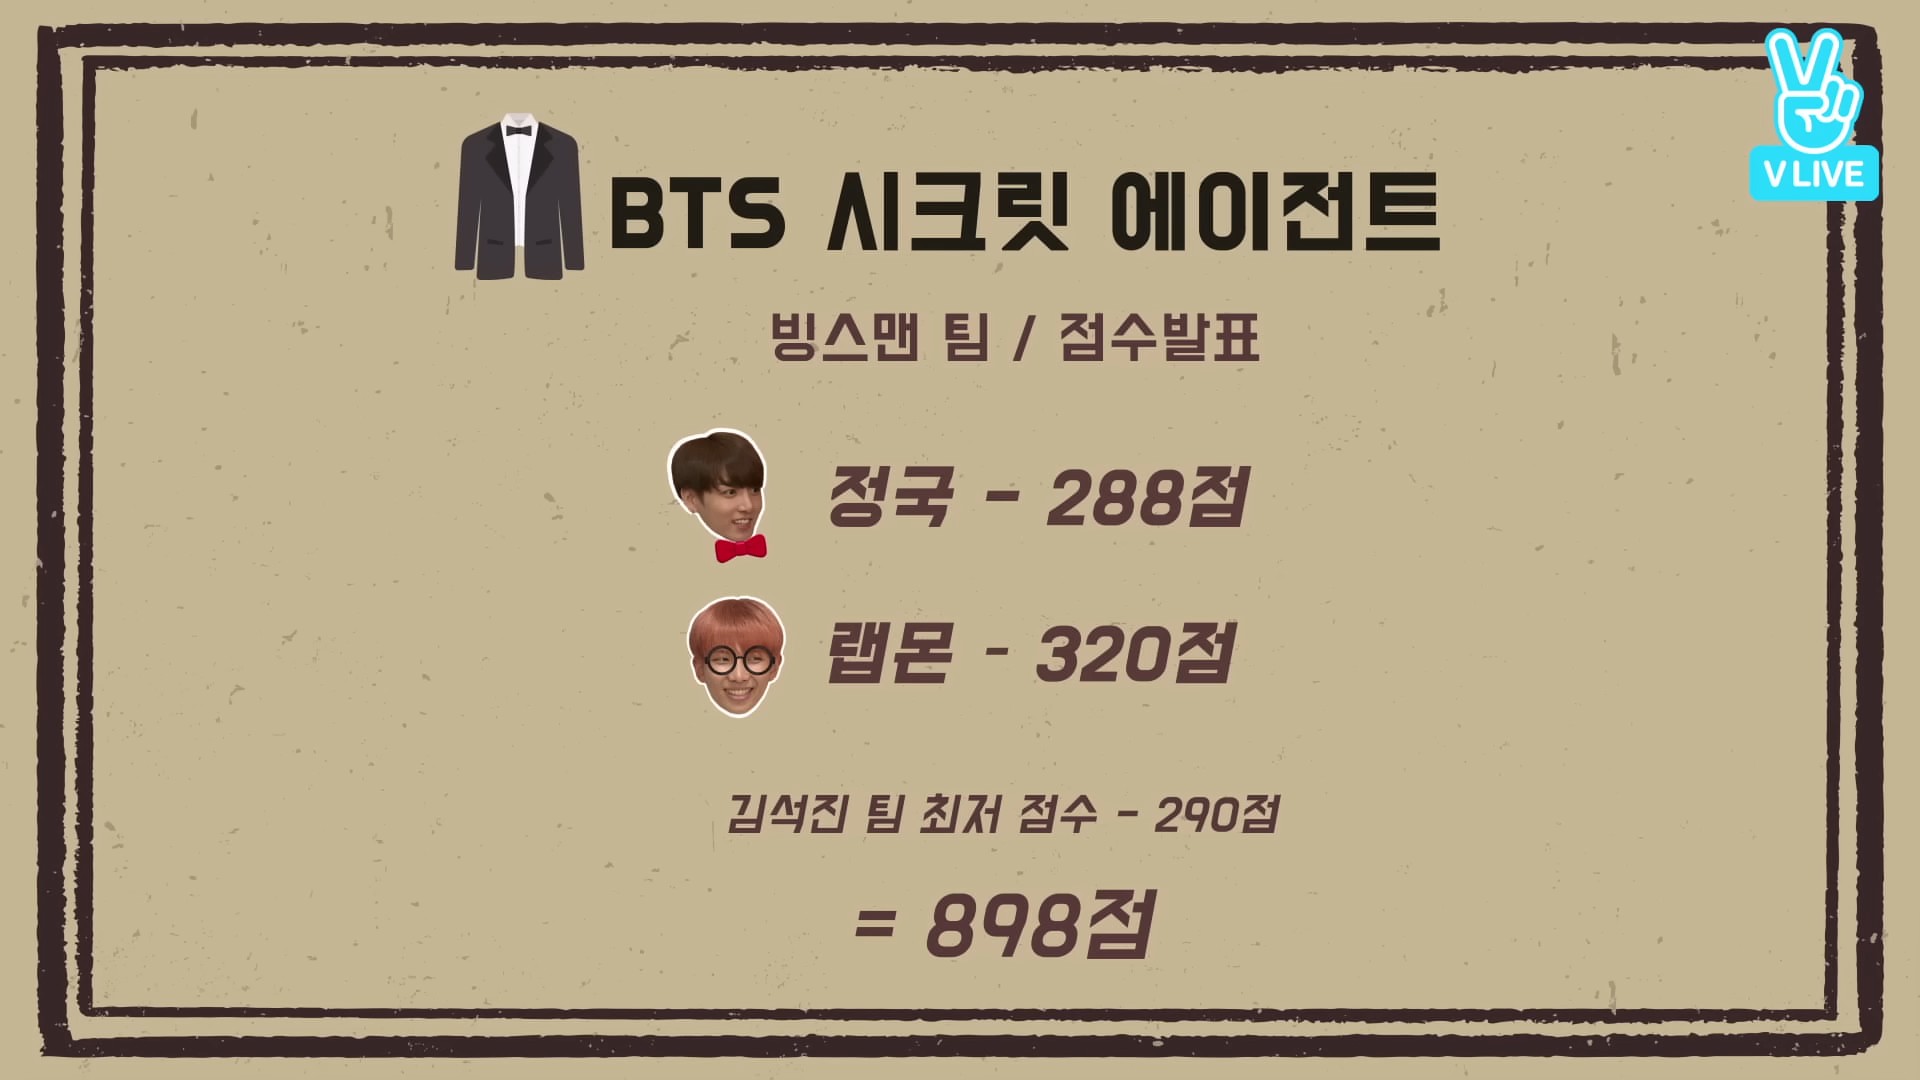 V LIVE
BTS 시크릿 에이전트
빙스맨 팀 / 점수발표
정국 - 288점
랩몬 - 320점
김석진 팀 최저 점수 - 290점
= 898점